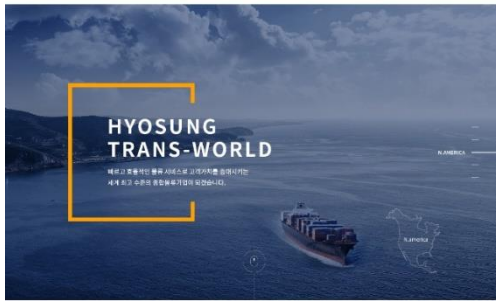 HYOSUNG
TRANS-WORLD
빠르고 효율적인 물류 서비스로 고객가치를 증대시키는
세계 최고 수준의 종합물류기업이 되겠습니다.
N.AMERICA
N.america